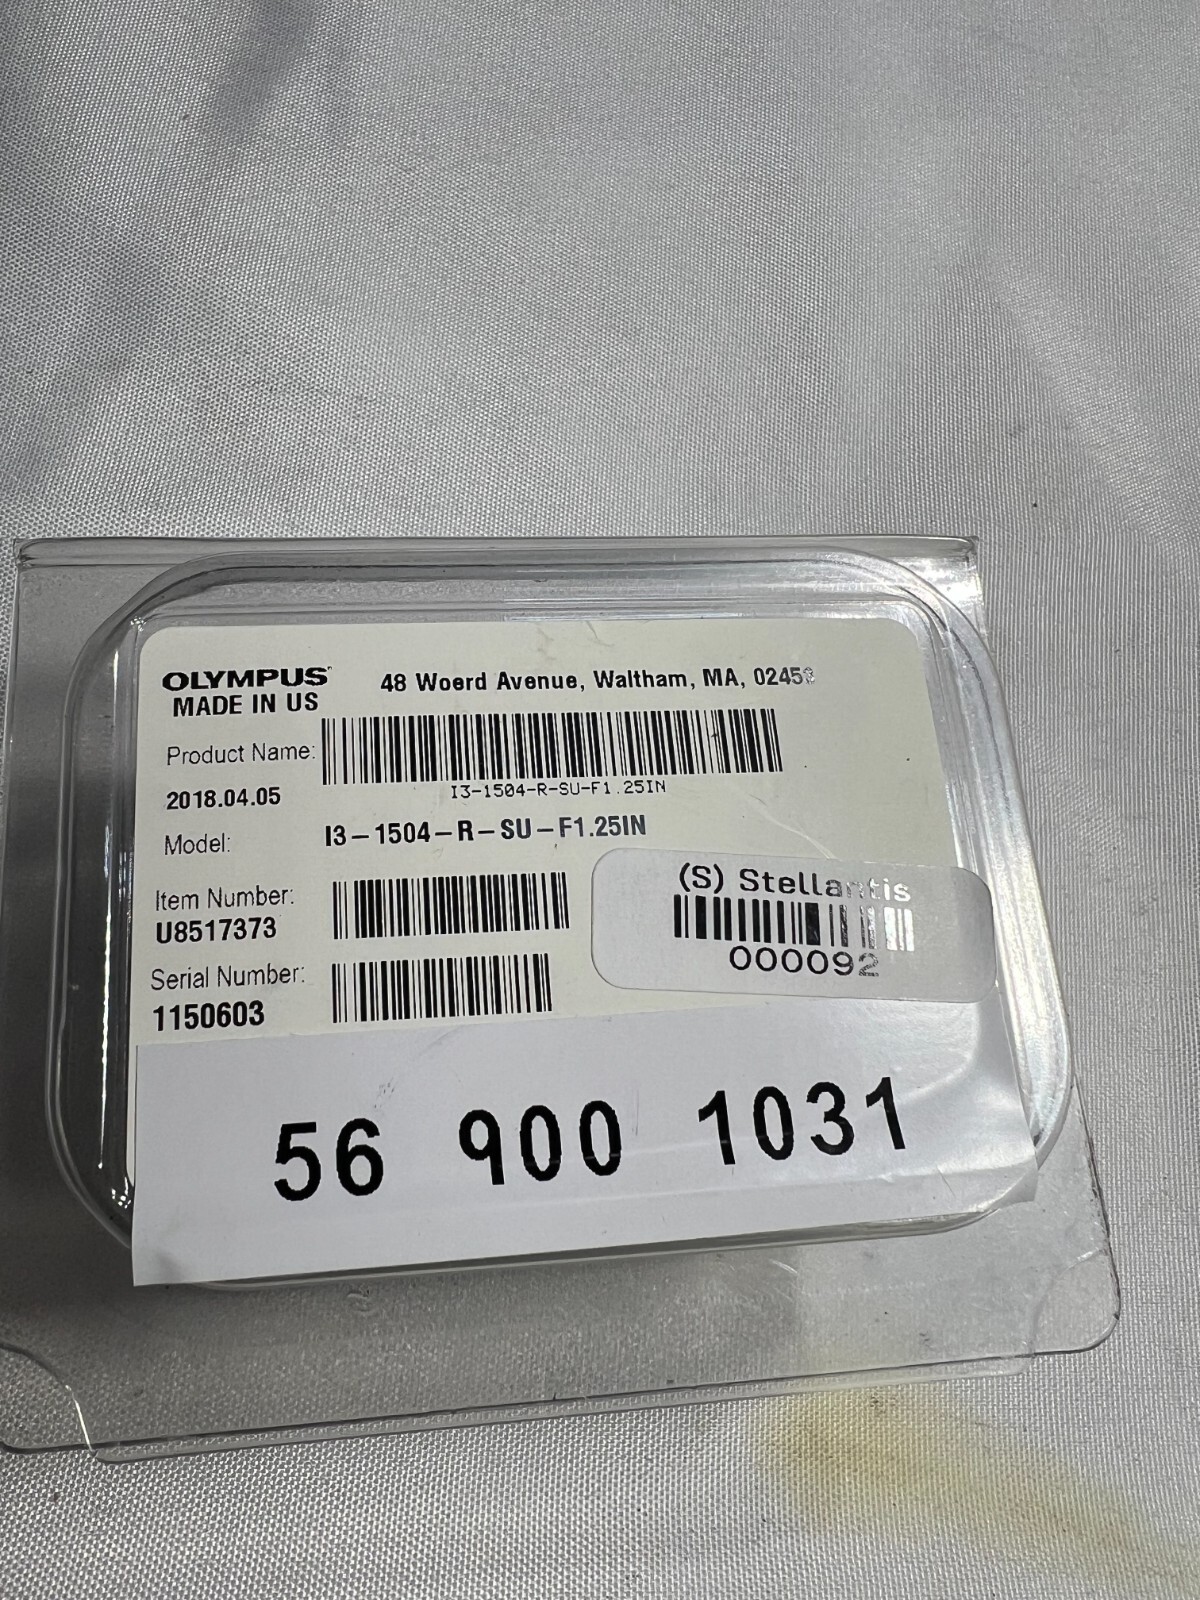 OLYMPUS
48 Woerd Avenue, Waltham, MA, 02453
MADE IN US
Product Name:
I3-1504-R-SU-F1.25IN
2018.04.05
Model:
I3-1504-R-SU-F1.25IN
Item Number:
U8517373
(S) Stellantis
000092
Serial Number:
1150603
56 900 1031